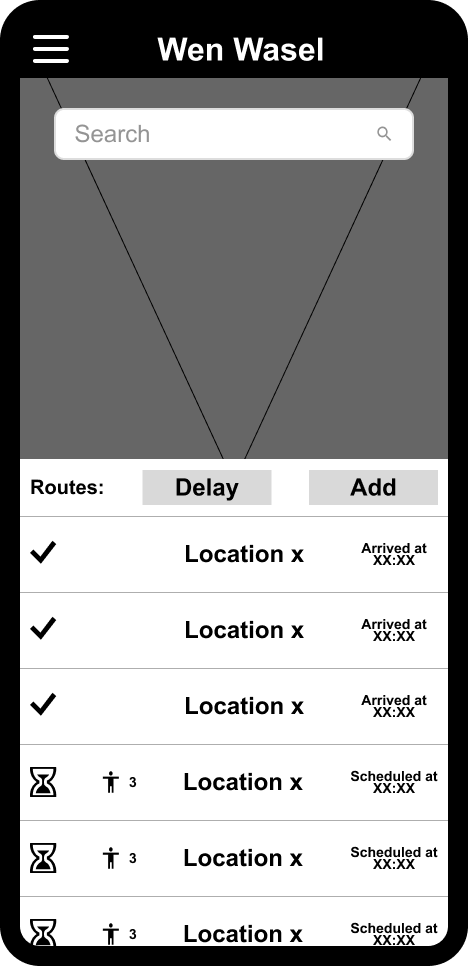 Wen Wasel
Search
Routes: Delay Add
Location x Arrived at
XX:XX
Location x Arrived at
XX:XX
Location x Arrived at
XX:XX
3 Location x Scheduled at
XX:XX
3 Location x Scheduled at
XX:XX
3 Location x Scheduled at
XX:XX